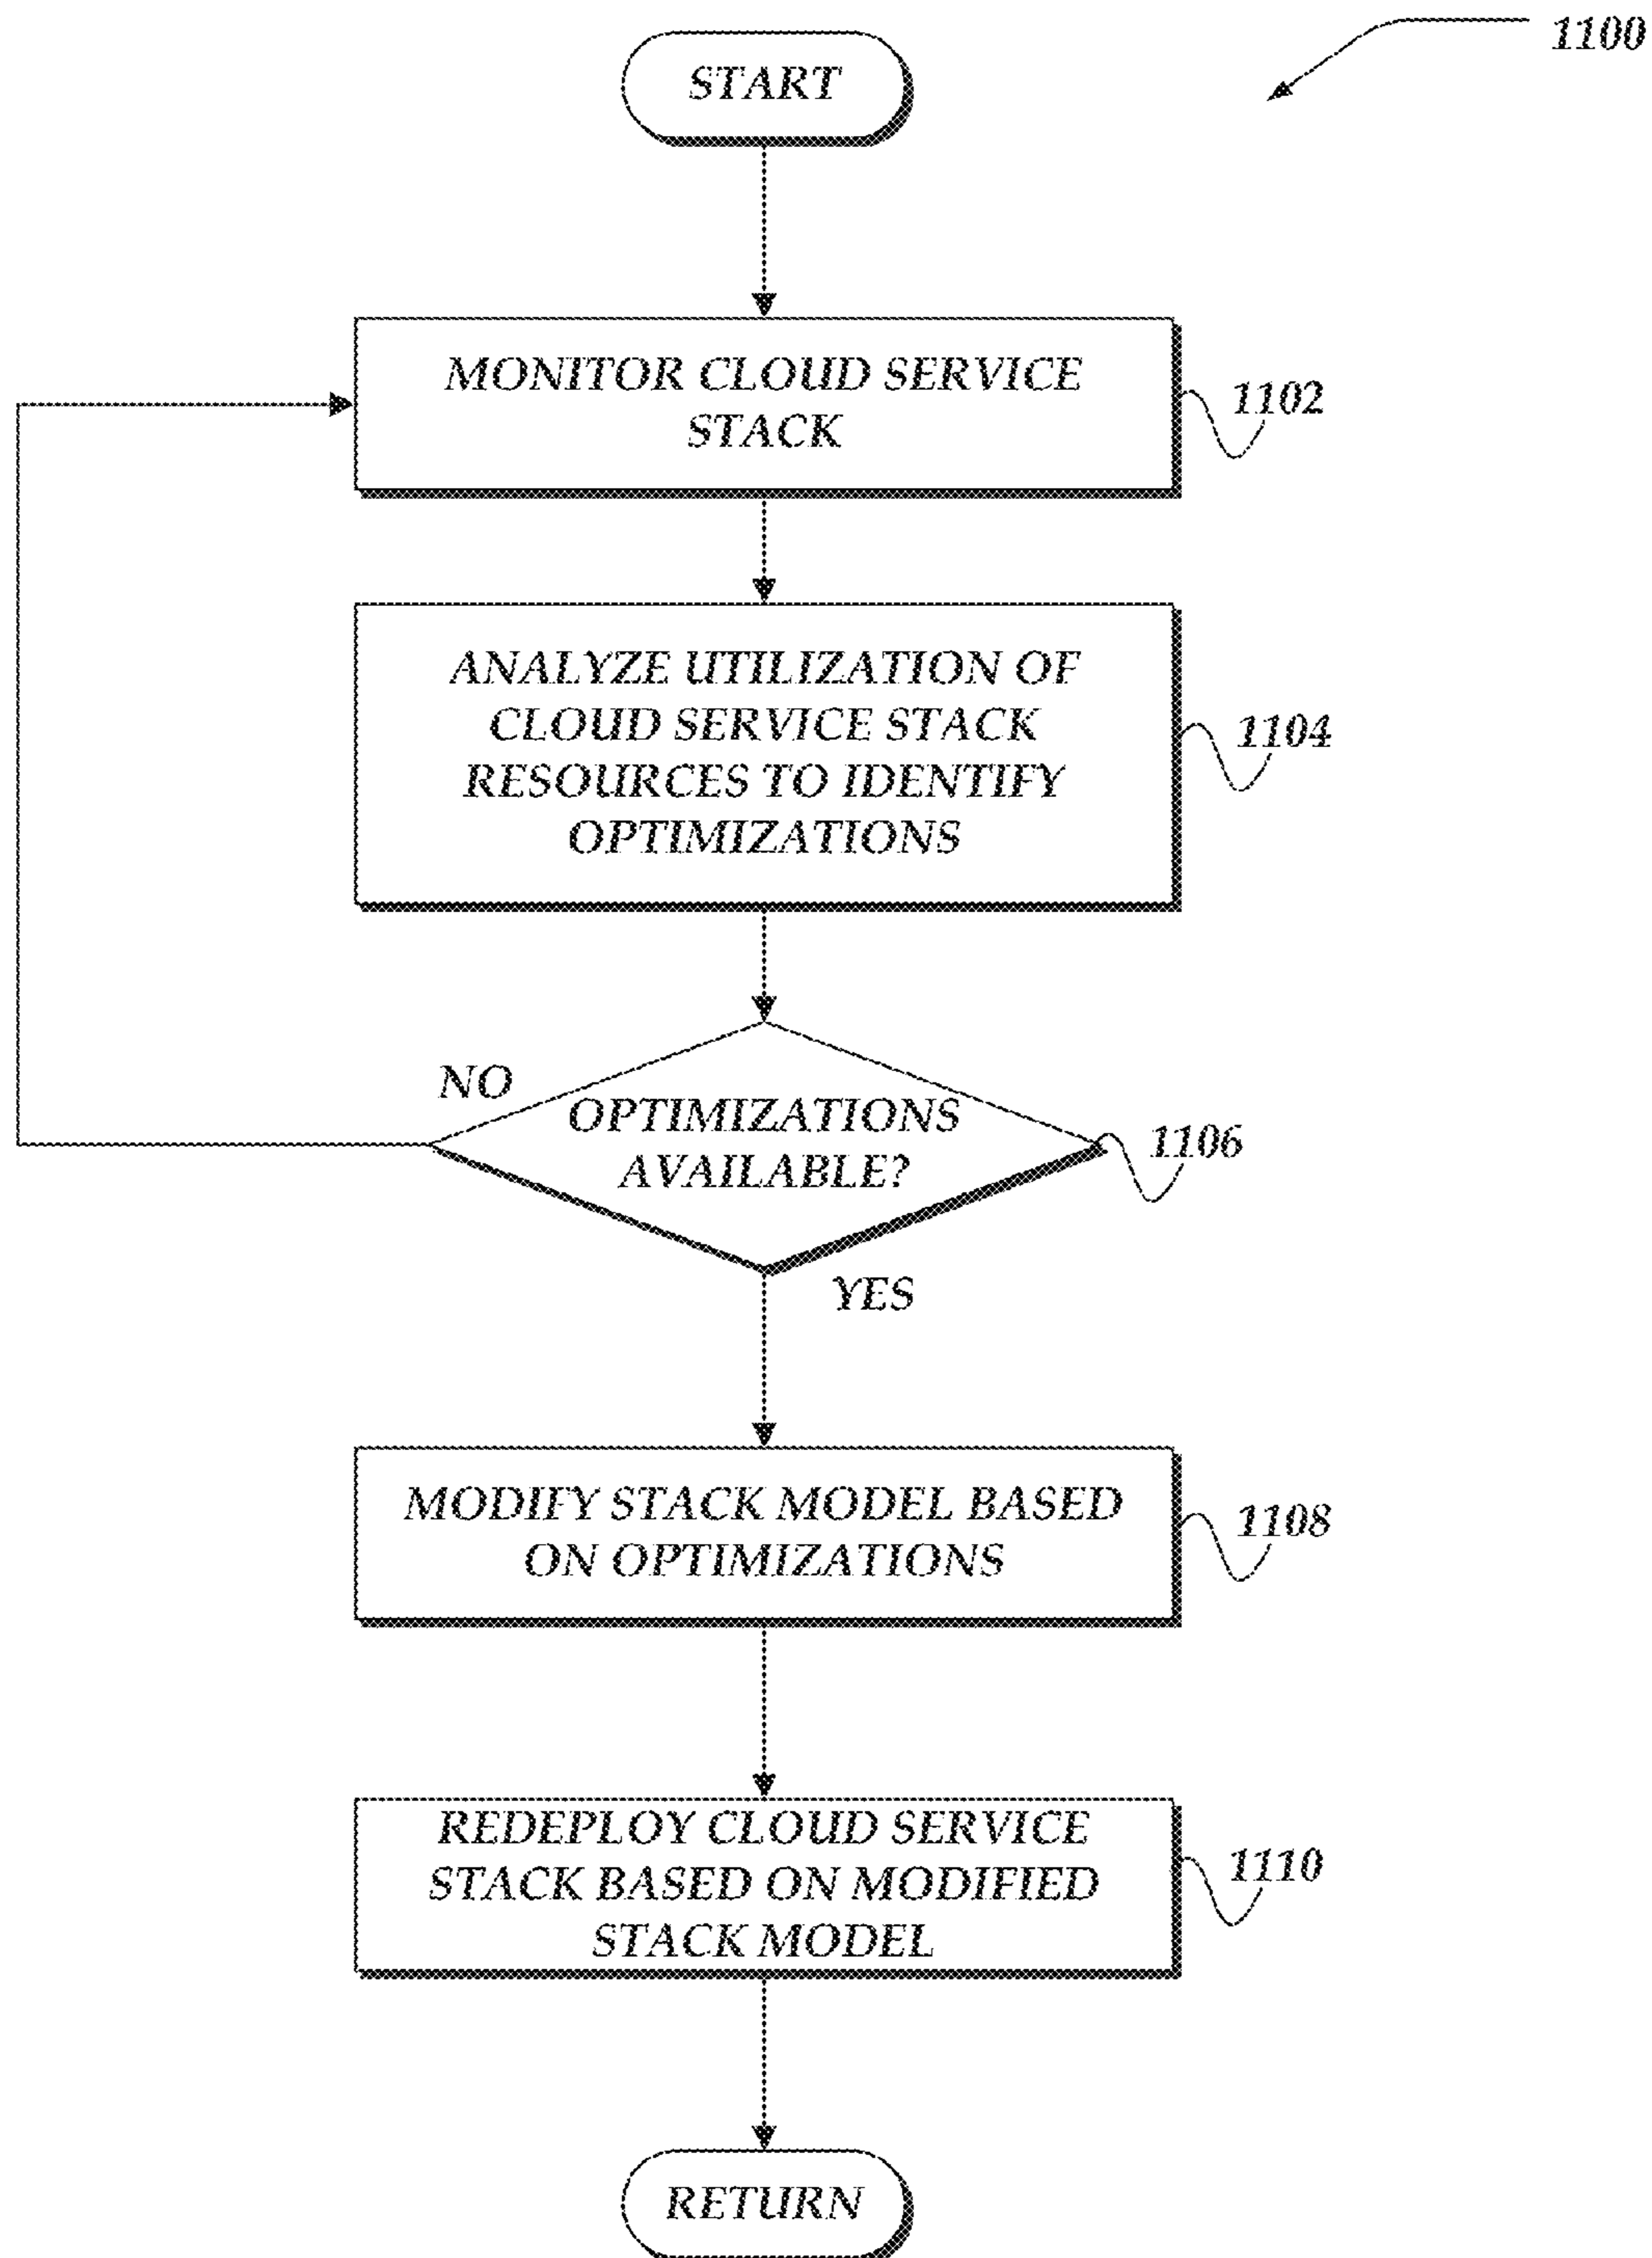 1100
START
MONITOR CLOUD SERVICE
STACK
1102
ANALYZE UTILIZATION OF
CLOUD SERVICE STACK
RESOURCES TO IDENTIFY
OPTIMIZATIONS
1104
NO
OPTIMIZATIONS
AVAILABLE?
1106
YES
MODIFY STACK MODEL BASED
ON OPTIMIZATIONS
1108
REDEPLOY CLOUD SERVICE
STACK BASED ON MODIFIED
STACK MODEL
1110
RETURN